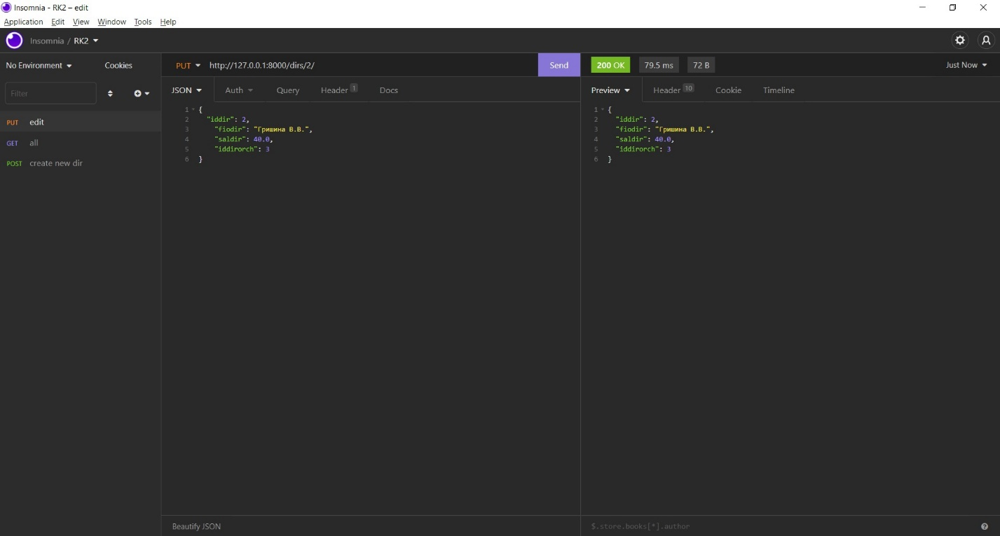 Insomnia - RK2 – edit
Application Edit View Window Tools Help
Insomnia / RK2
No Environment Cookies
PUT http://127.0.0.1:8000/dirs/2/ Send
200 OK 79.5 ms 72 B Just Now
Filter
JSON Auth Query Header 1 Docs
Preview Header 10 Cookie Timeline
PUT edit
GET all
POST create new dir
1 {
2 "iddir": 2,
3 "fiodir": "Гришина В.В.",
4 "saldir": 40.0,
5 "iddirorch": 3
6 }
1 {
2 "iddir": 2,
3 "fiodir": "Гришина В.В.",
4 "saldir": 40.0,
5 "iddirorch": 3
6 }
Beautify JSON
$.store.books[*].author